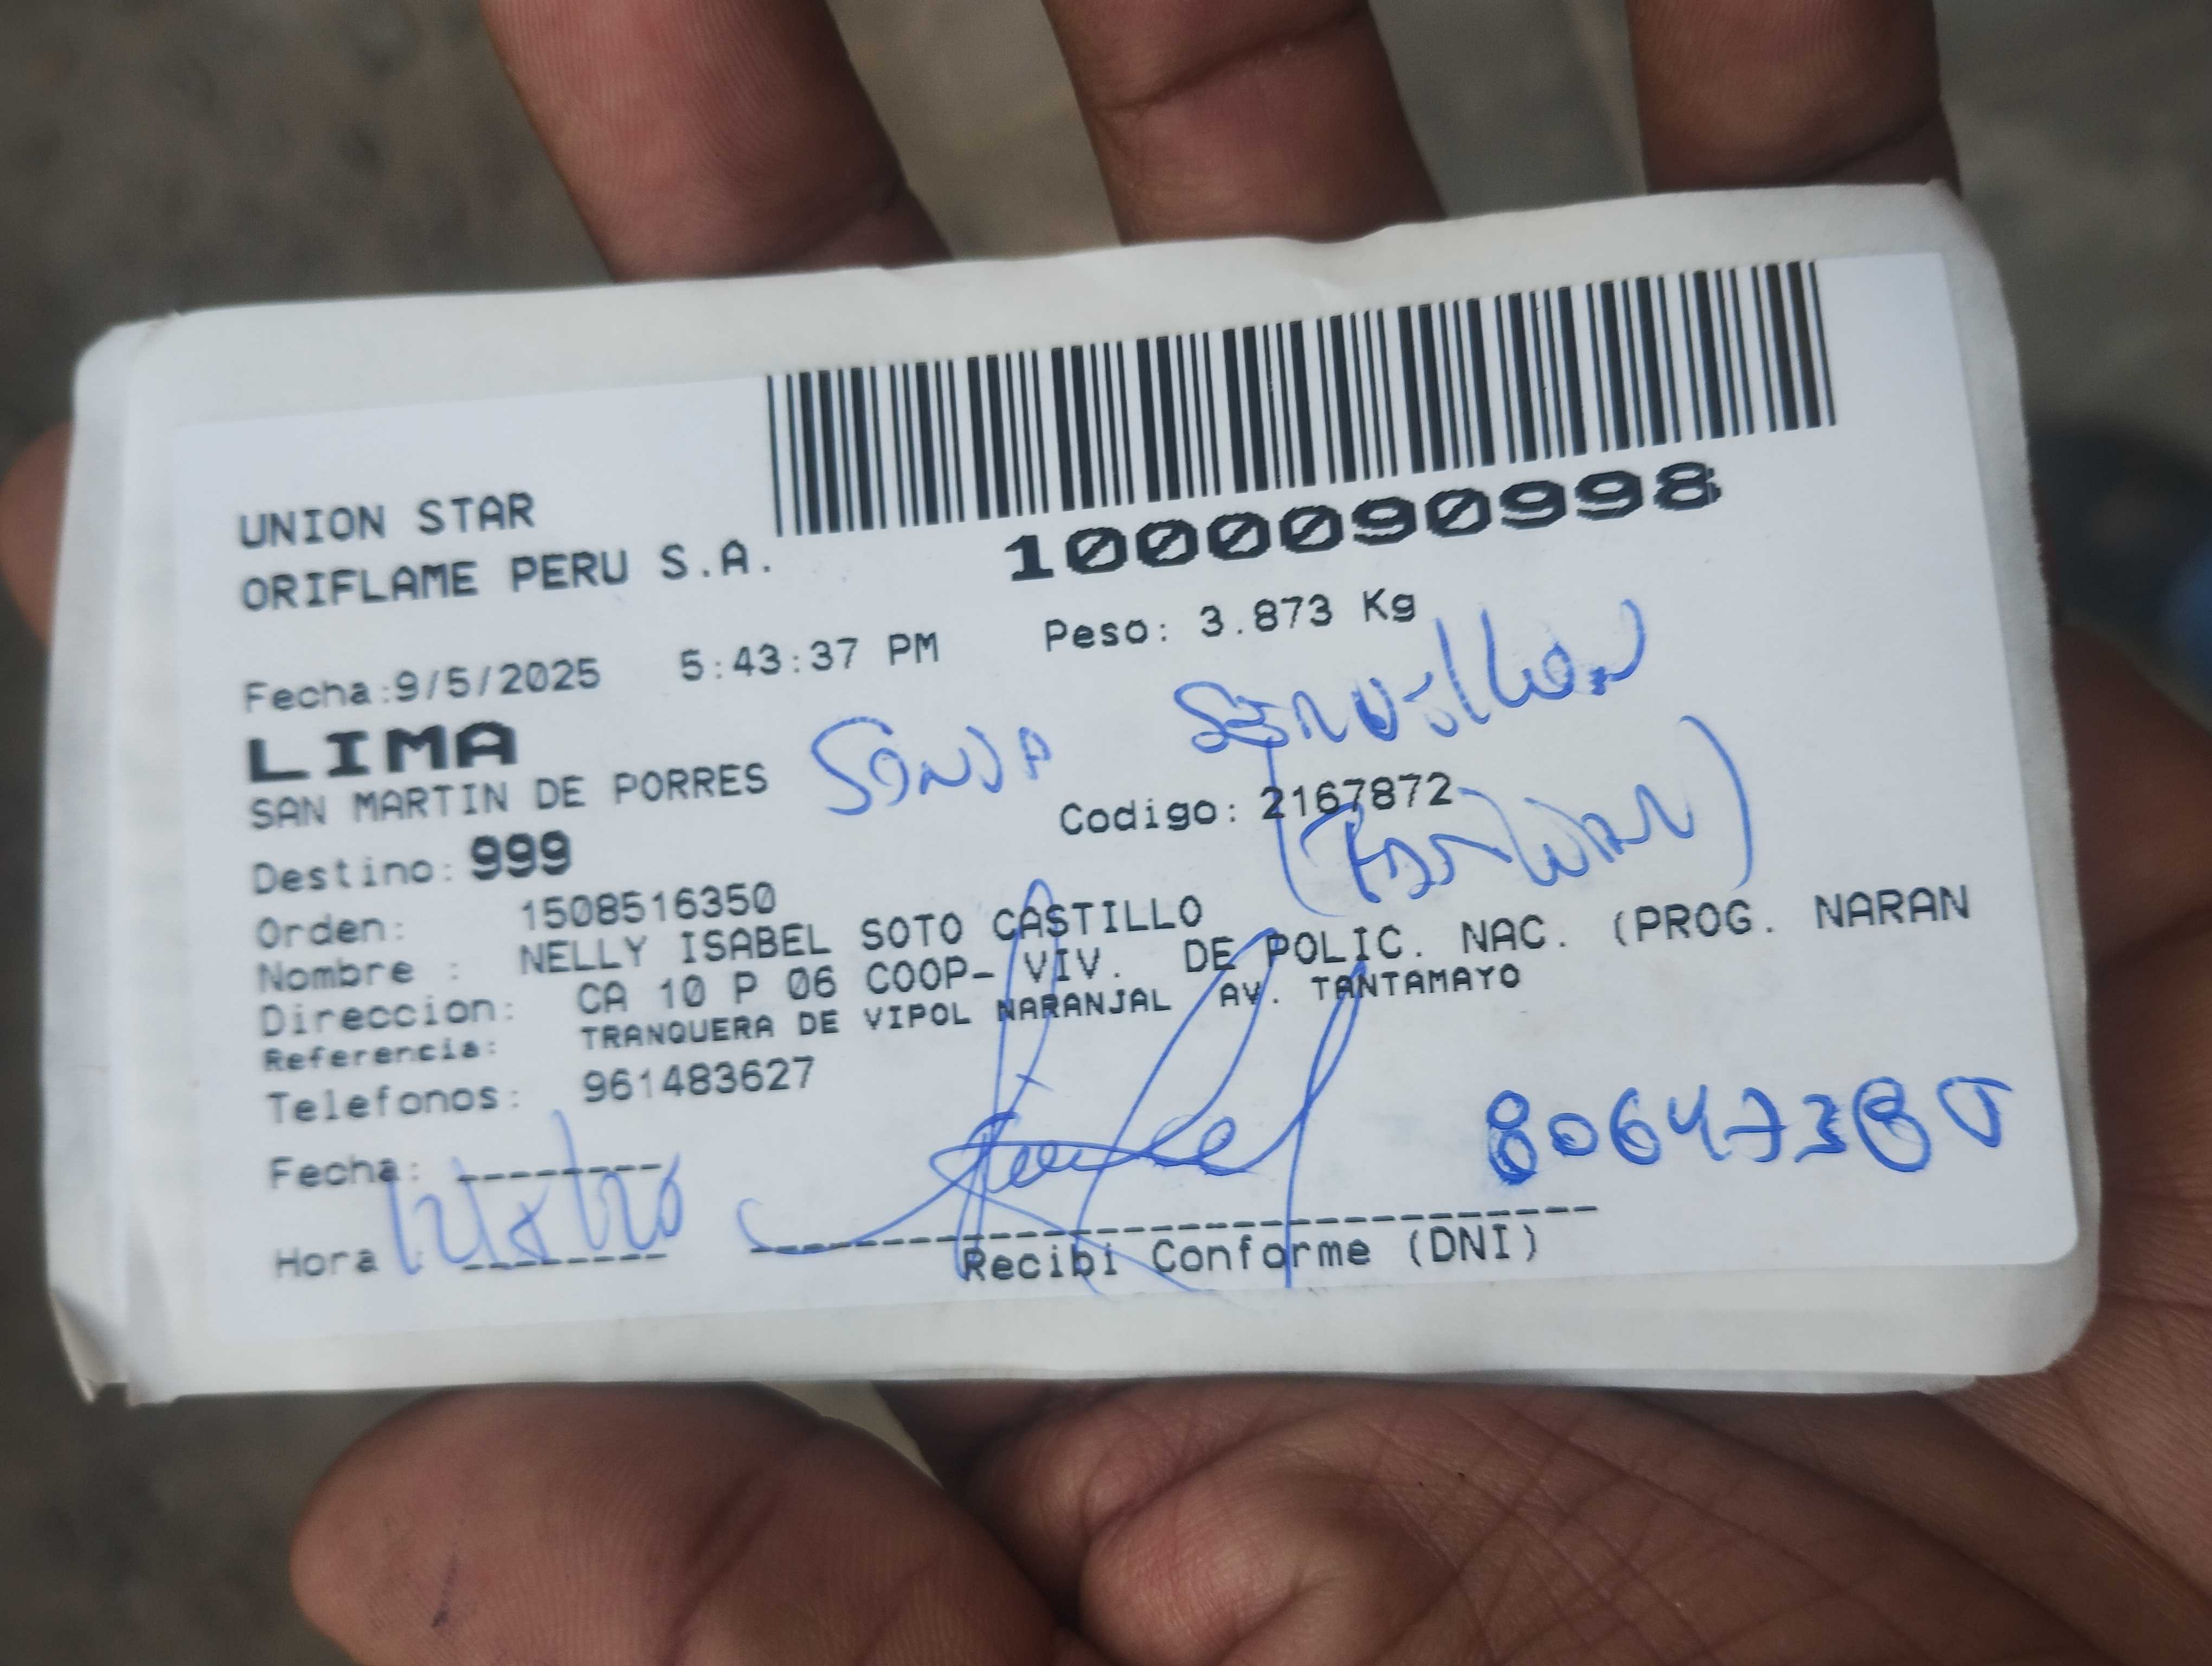 UNION STAR
ORIFLAME PERU S.A.
1000090998
Fecha:9/5/2025 5:43:37 PM Peso: 3.873 Kg
LIMA
SAN MARTIN DE PORRES SONIA
Codigo: 2167872
Destino: 999
Orden: 1508516350
Nombre : NELLY ISABEL SOTO CASTILLO
Direccion: CA 10 P 06 COOP- VIV. DE POLIC. NAC. (PROG. NARAN
Referencia: TRANQUERA DE VIPOL NARANJAL AV. TANTAMAYO
Telefonos: 961483627
Fecha:
Hora :
Recibi Conforme (DNI)